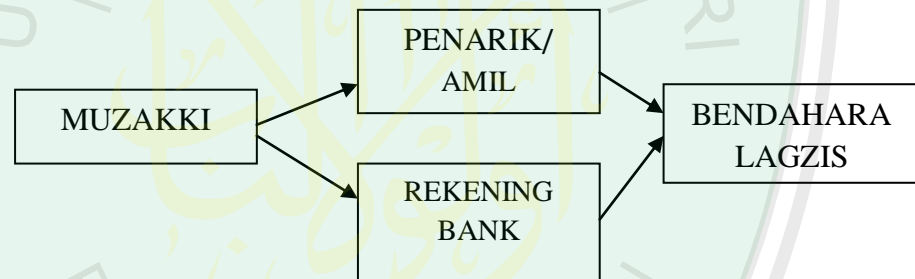 PENARIK/
AMIL
MUZAKKI
BENDAHARA
LAGZIS
REKENING
BANK